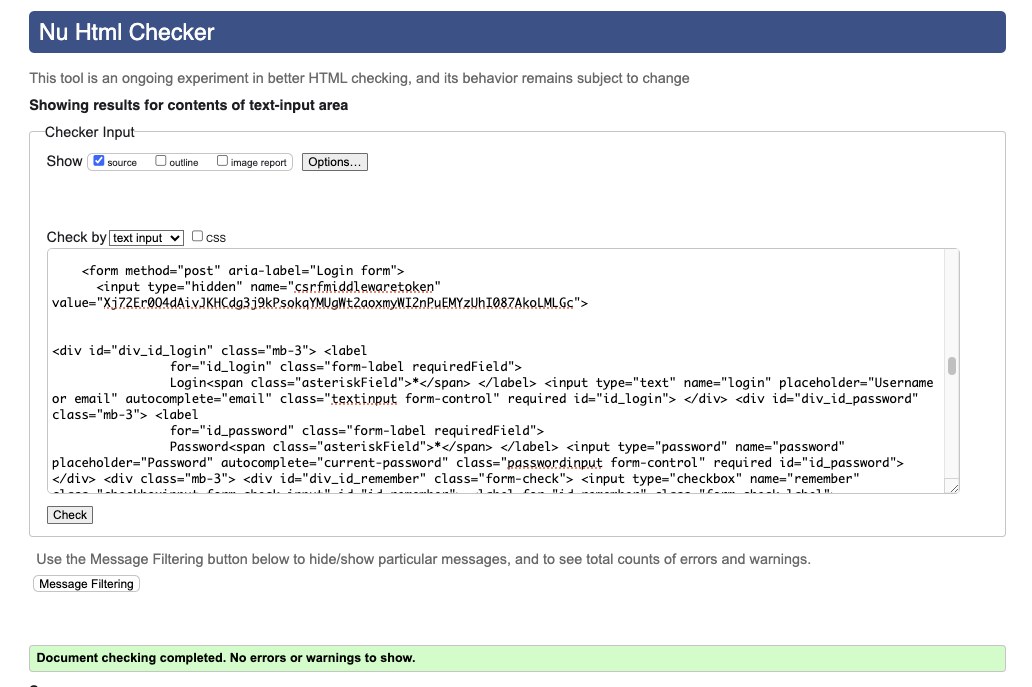 Nu Html Checker
This tool is an ongoing experiment in better HTML checking, and its behavior remains subject to change
Showing results for contents of text-input area
Checker Input
Show source outline image report Options...
Check by text input css
<form method="post" aria-label="Login form">
<input type="hidden" name="csrfmiddlewaretoken"
value="Xj72Er0O4dAivJKHCdg3j9kPsokqYMUgWt2aoxmyWI2nPuEMYzUhI087AkoLMLGc">
<div id="div_id_login" class="mb-3"> <label
for="id_login" class="form-label requiredField">
Login<span class="asteriskField">*</span> </label> <input type="text" name="login" placeholder="Username
or email" autocomplete="email" class="textinput form-control" required id="id_login"> </div> <div id="div_id_password"
class="mb-3"> <label
for="id_password" class="form-label requiredField">
Password<span class="asteriskField">*</span> </label> <input type="password" name="password"
placeholder="Password" autocomplete="current-password" class="passwordinput form-control" required id="id_password">
</div> <div class="mb-3"> <div id="div_id_remember" class="form-check"> <input type="checkbox" name="remember"
Check
Use the Message Filtering button below to hide/show particular messages, and to see total counts of errors and warnings.
Message Filtering
Document checking completed. No errors or warnings to show.